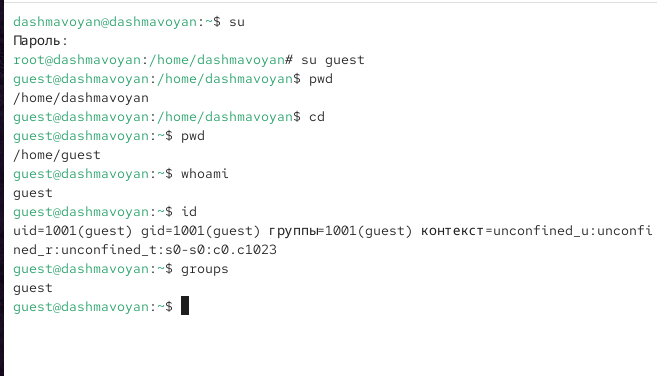 dashmavoyan@dashmavoyan:~$ su
Пароль:
root@dashmavoyan:/home/dashmavoyan# su guest
guest@dashmavoyan:/home/dashmavoyan$ pwd
/home/dashmavoyan
guest@dashmavoyan:/home/dashmavoyan$ cd
guest@dashmavoyan:~$ pwd
/home/guest
guest@dashmavoyan:~$ whoami
guest
guest@dashmavoyan:~$ id
uid=1001(guest) gid=1001(guest) группы=1001(guest) контекст=unconfined_u:unconfi
ned_r:unconfined_t:s0-s0:c0.c1023
guest@dashmavoyan:~$ groups
guest
guest@dashmavoyan:~$